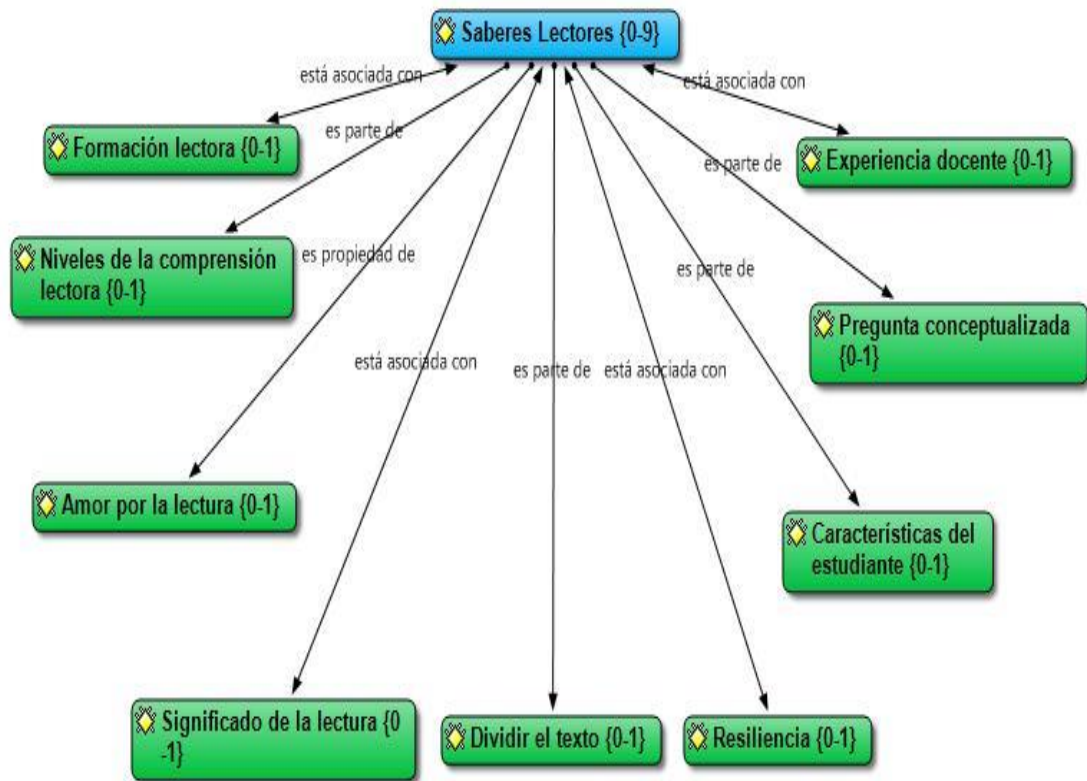 Saberes Lectores {0-9}
está asociada con
está asociada con
Formación lectora {0-1}
es parte de
Experiencia docente {0-1}
es parte de
Niveles de la comprensión
lectora {0-1}
es propiedad de
es parte de
Pregunta conceptualizada
{0-1}
está asociada con
es parte de
está asociada con
Amor por la lectura {0-1}
Características del
estudiante {0-1}
Significado de la lectura {0
-1}
Dividir el texto {0-1}
Resiliencia {0-1}